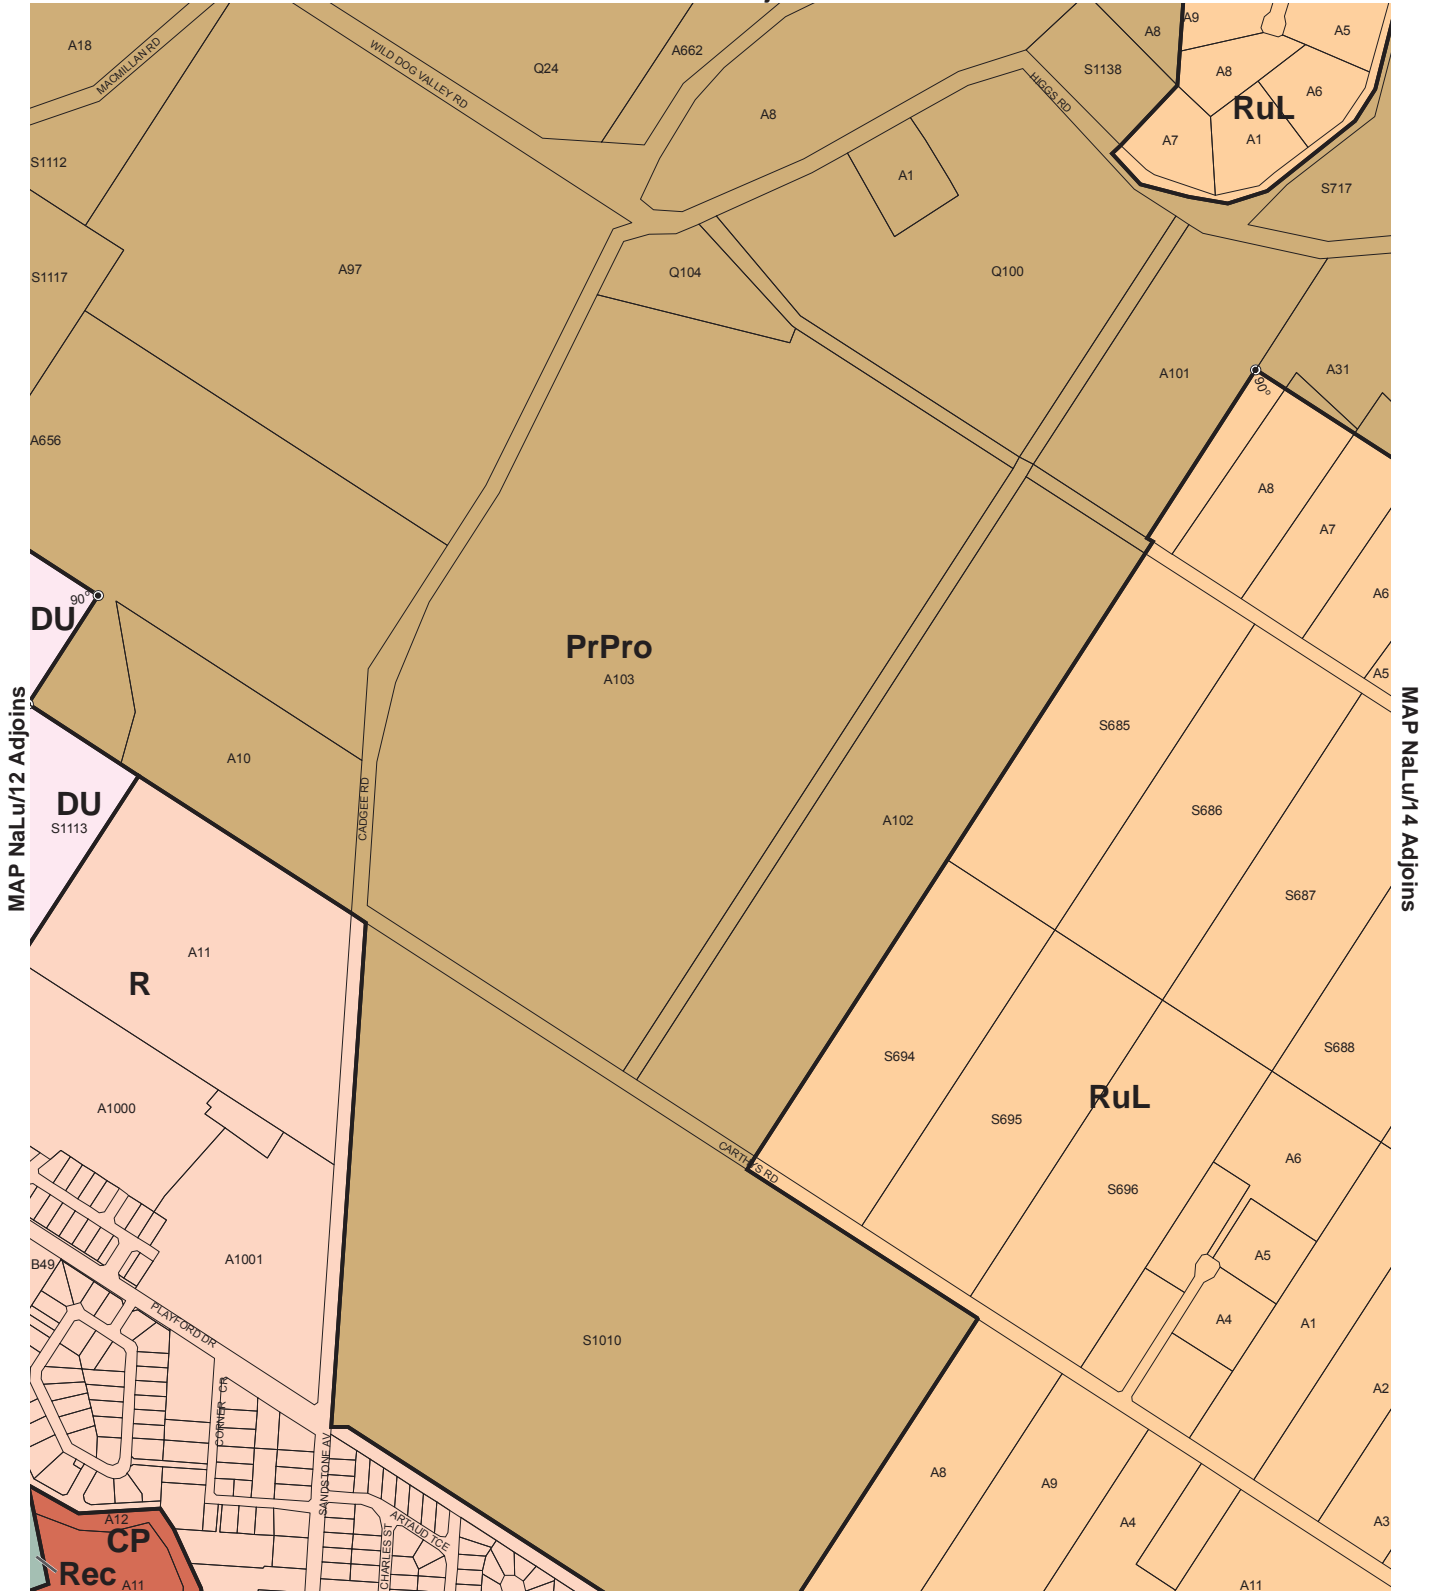 A18
MACMILLAN RD
WILD DOG VALLEY RD
Q24
A662
A8
A8
S1138
HIGGS RD
A9
A5
A8
A6
RuL
A7
A1
S717
S1112
A1
S1117
A97
Q104
Q100
A101
A31
90°
A656
A8
A7
A6
90°
DU
PrPro
A103
A5
S685
A10
CADGEE RD
DU
S1113
A102
S686
S687
MAP NaLu/12 Adjoins
MAP NaLu/14 Adjoins
A11
R
S694
S688
RuL
A1000
S695
CARTHYS RD
A6
S696
A1001
A5
B49
PLAYFORD DR
A4
A1
S1010
A2
CORNER CR
SANDSTONE AV
A8
A9
A4
A3
A12
CP
ARTAUD TCE
CHARLES ST
Rec
A11
A11